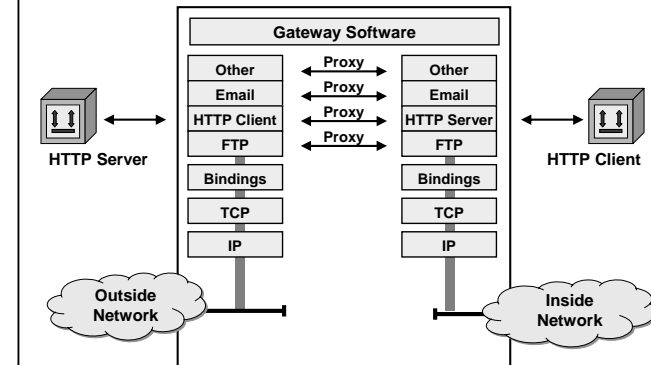 Gateway Software
Other
Proxy
Other
Email
Proxy
Email
HTTP Client
Proxy
HTTP Server
FTP
Proxy
FTP
HTTP Server
HTTP Client
Bindings
Bindings
TCP
TCP
IP
IP
Outside
Network
Inside
Network